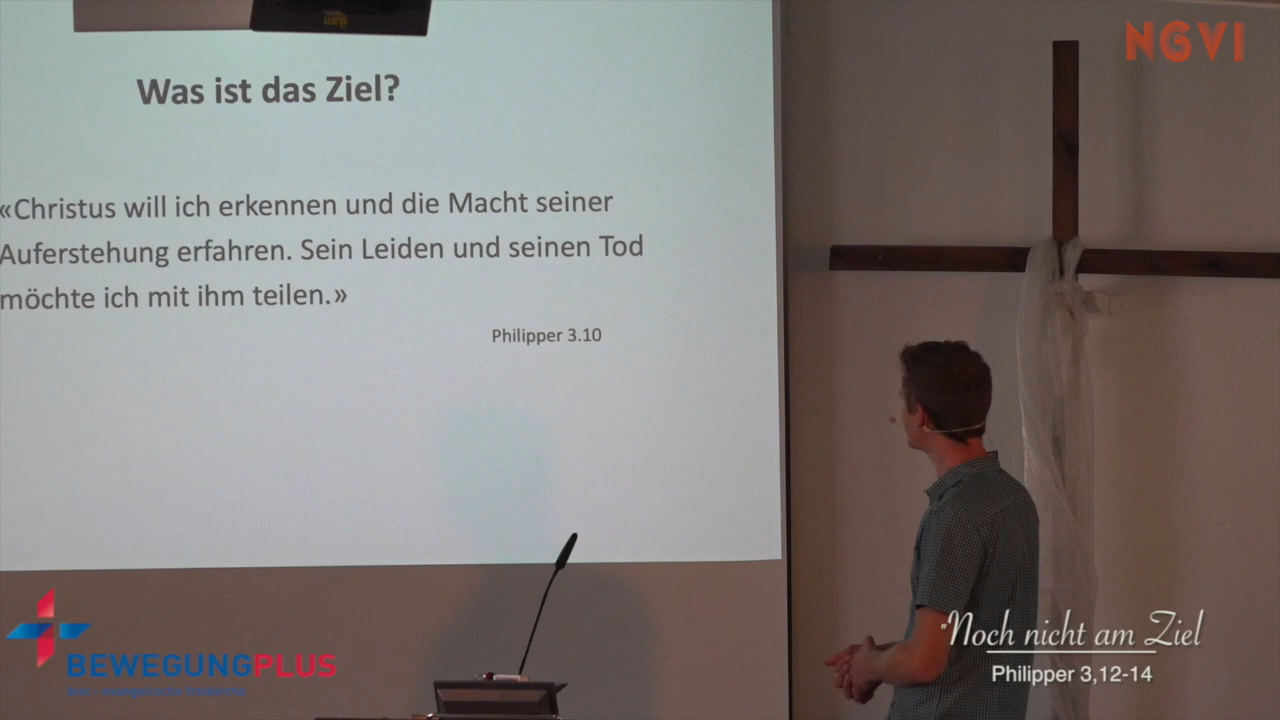 NGVI
Was ist das Ziel?
«Christus will ich erkennen und die Macht seiner
Auferstehung erfahren. Sein Leiden und seinen Tod
möchte ich mit ihm teilen.»
Philipper 3.10
"Noch nicht am Ziel
Philipper 3,12-14
BEWEGUNGPLUS